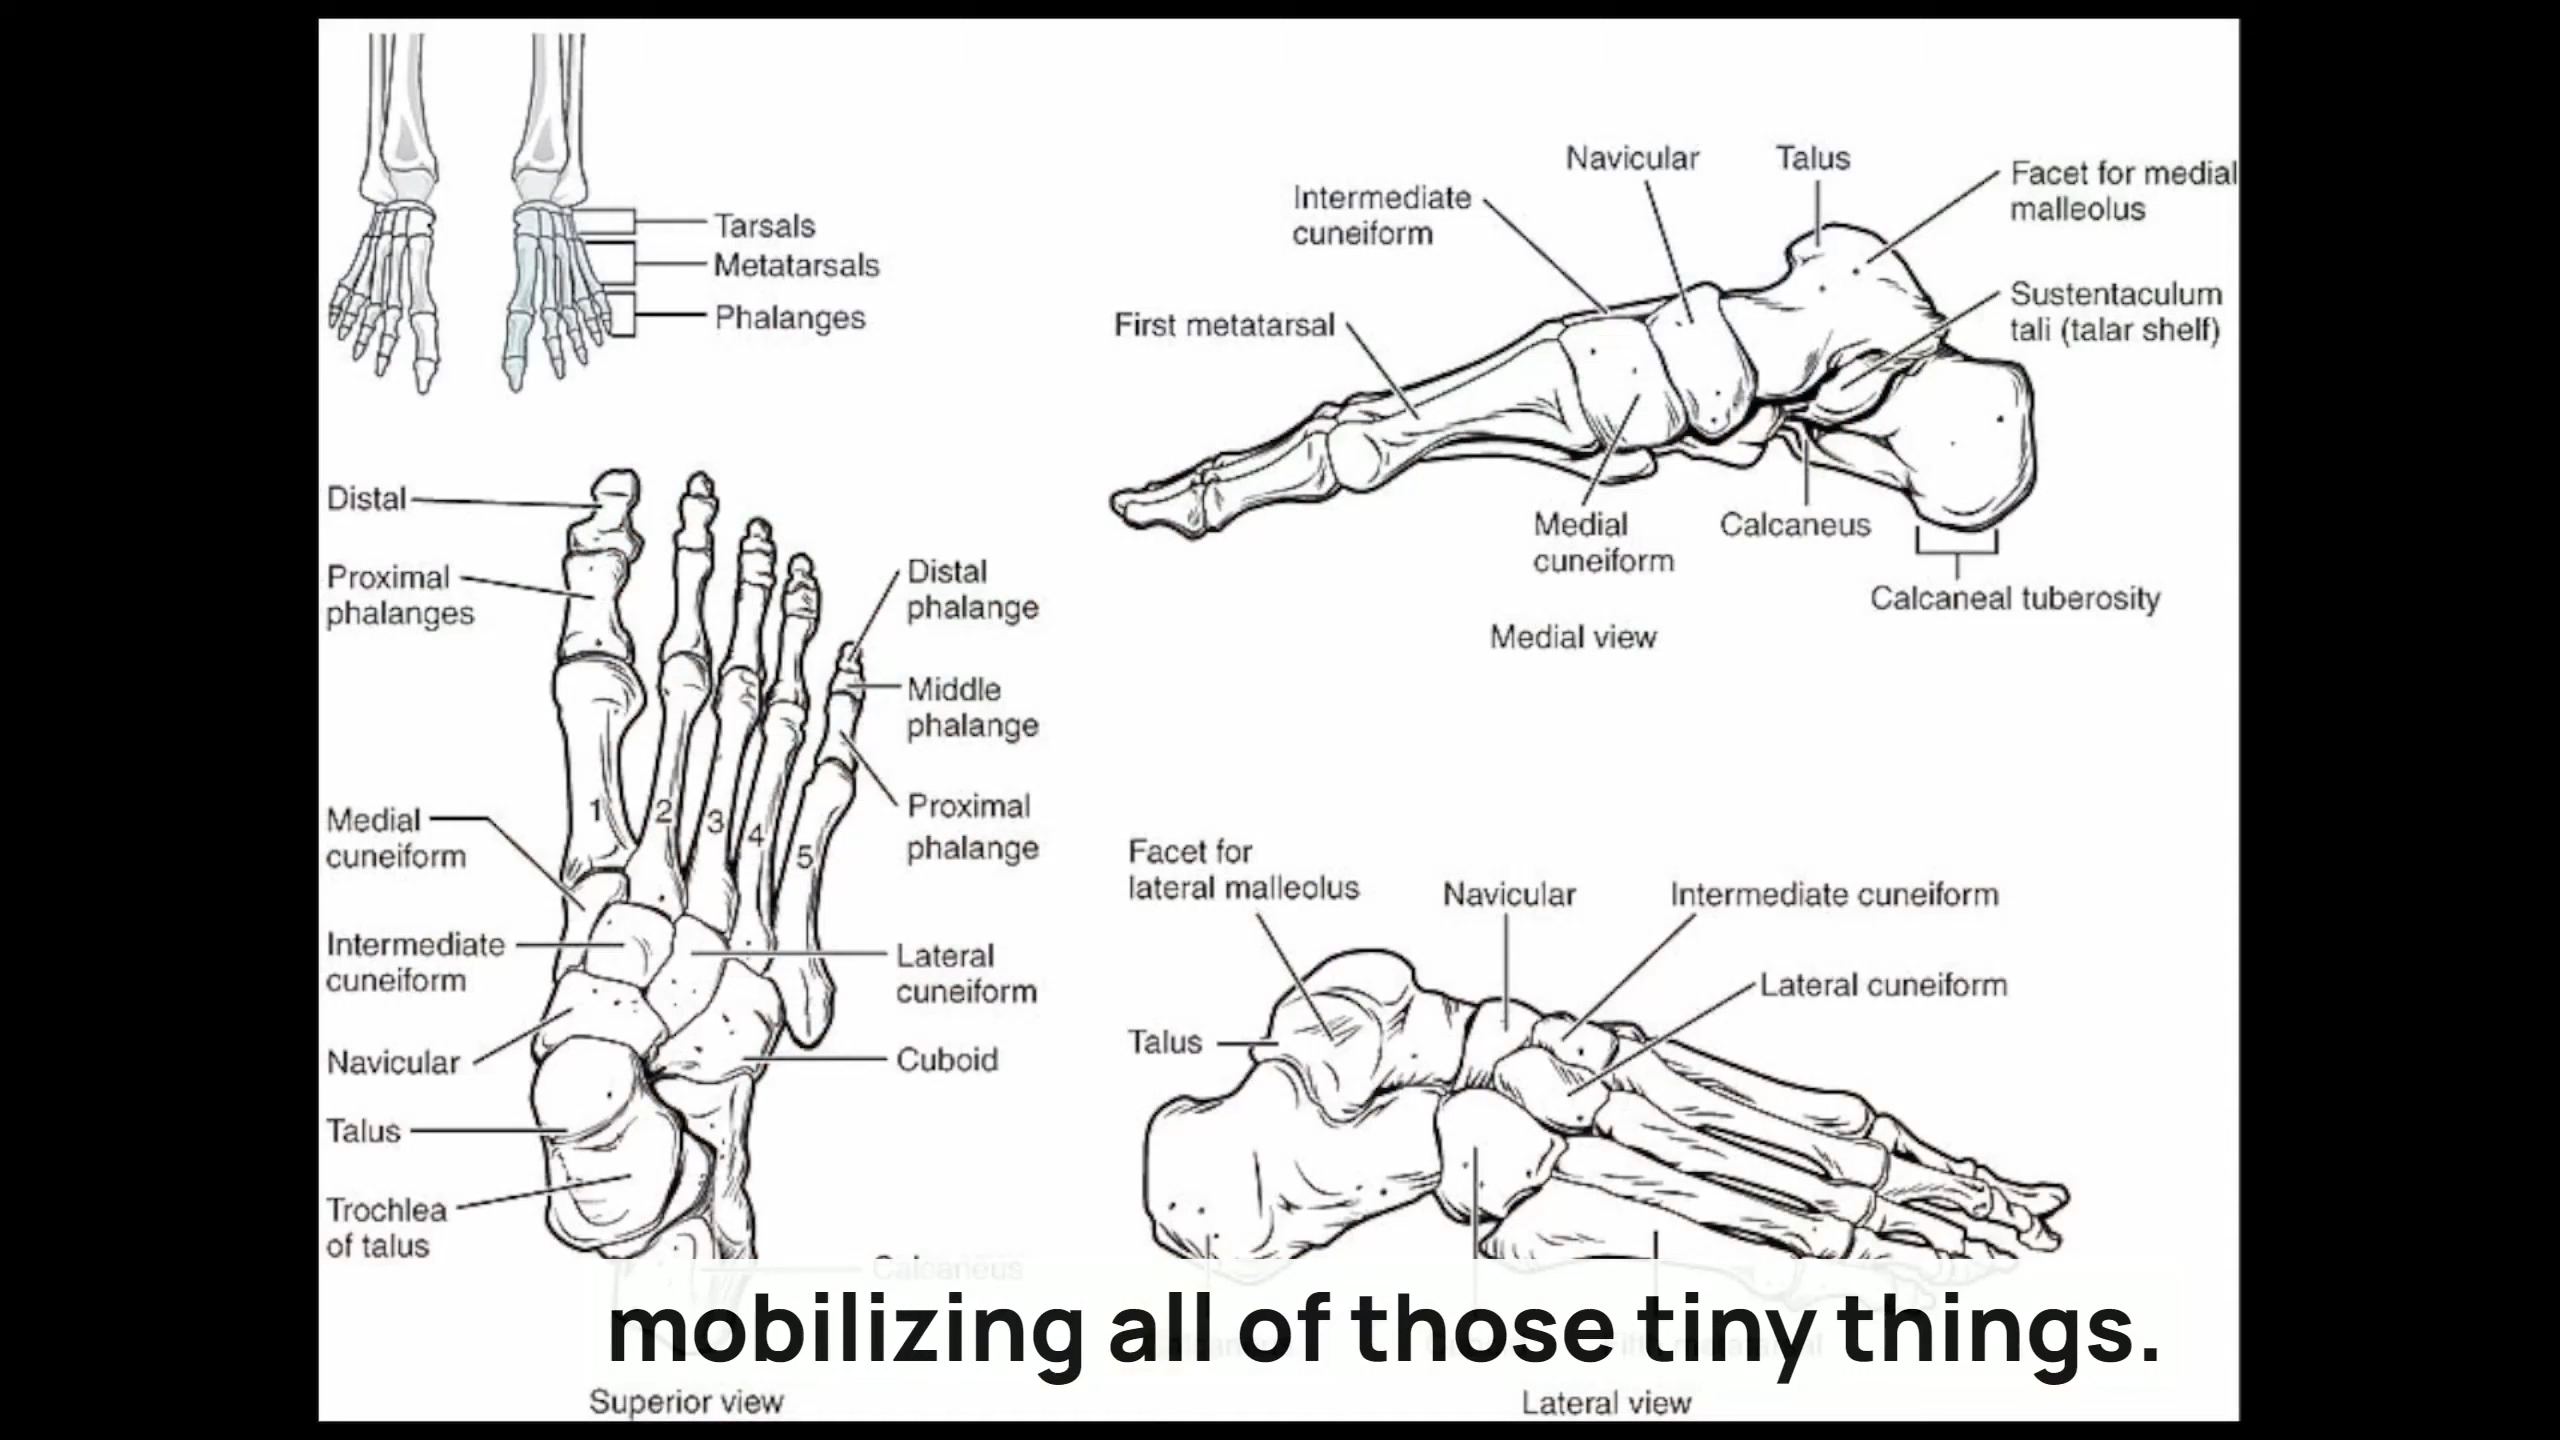 Tarsals
Metatarsals
Phalanges
Distal
Proximal
phalanges
Distal
phalange
Middle
phalange
Proximal
phalange
1
2
3
4
5
Medial
cuneiform
Intermediate
cuneiform
Lateral
cuneiform
Navicular
Cuboid
Talus
Trochlea
of talus
Calcaneus
Superior view
Navicular
Talus
Facet for medial
malleolus
Intermediate
cuneiform
Sustentaculum
tali (talar shelf)
First metatarsal
Medial
cuneiform
Calcaneus
Calcaneal tuberosity
Medial view
Facet for
lateral malleolus
Navicular
Intermediate cuneiform
Lateral cuneiform
Talus
Lateral view
mobilizing all of those tiny things.